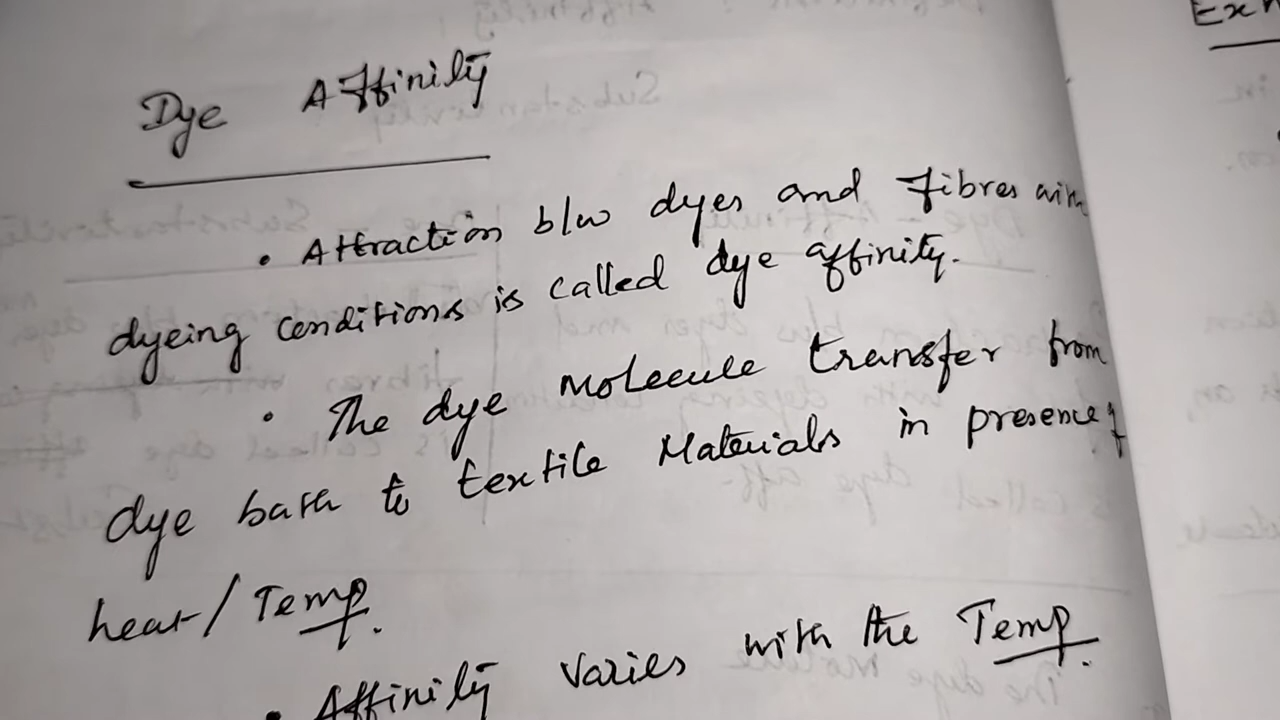 Dye Affinity
• Attraction b/w dyes and fibres with
dyeing conditions is called dye affinity.
• The dye molecule transfer from
dye bath to textile Materials in presence of
heat/Temp.
• Affinity varies with the Temp.